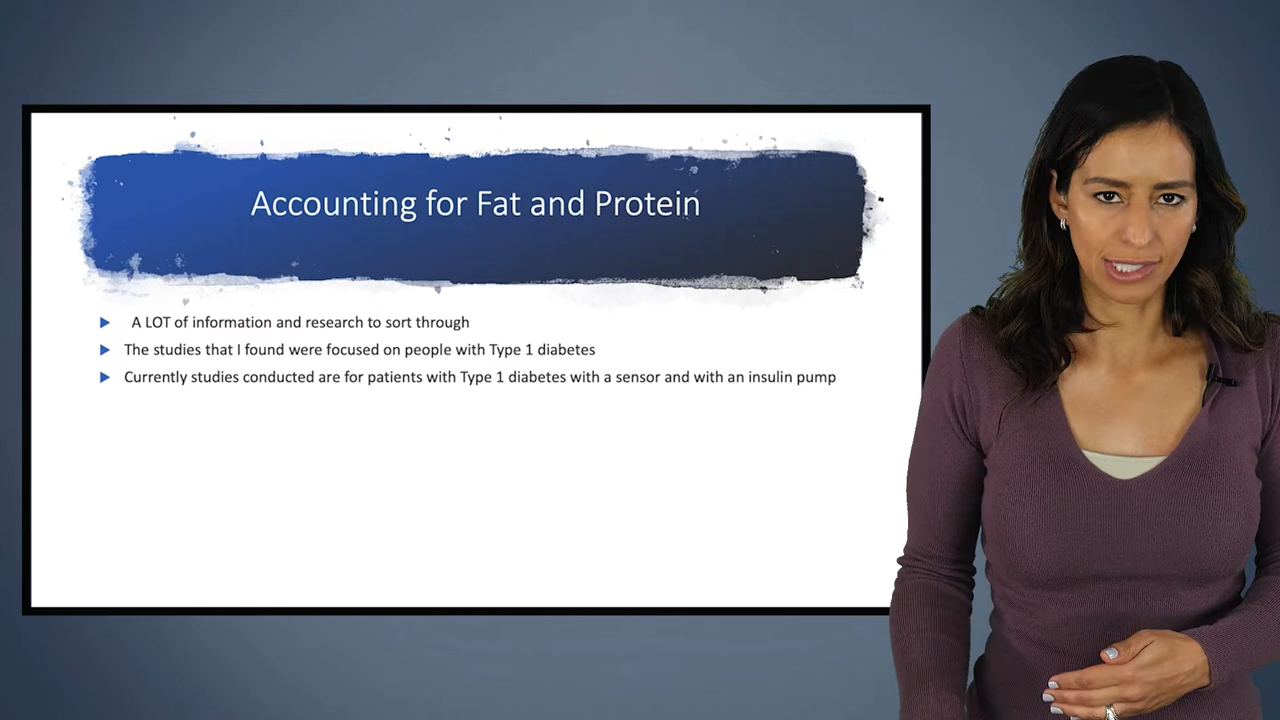 Accounting for Fat and Protein
A LOT of information and research to sort through
The studies that I found were focused on people with Type 1 diabetes
Currently studies conducted are for patients with Type 1 diabetes with a sensor and with an insulin pump